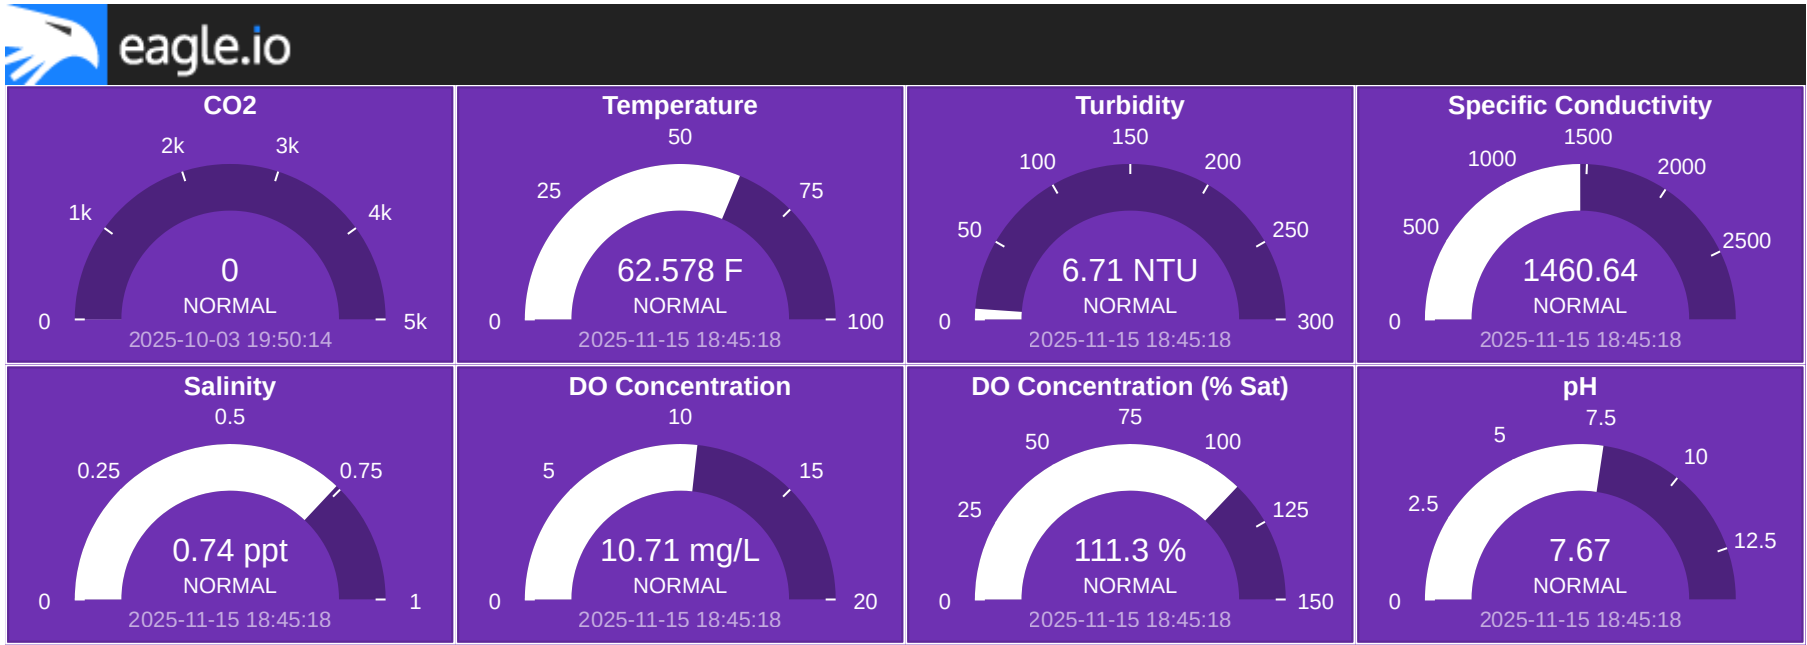 eagle.io
CO2
2k
3k
1k
4k
0
NORMAL
0
5k
2025-10-03 19:50:14
Temperature
50
25
75
62.578 F
NORMAL
0
100
2025-11-15 18:45:18
Turbidity
150
100
200
50
250
6.71 NTU
NORMAL
0
300
2025-11-15 18:45:18
Specific Conductivity
1500
1000
2000
500
2500
1460.64
NORMAL
0
2025-11-15 18:45:18
Salinity
0.5
0.25
0.75
0.74 ppt
NORMAL
0
1
2025-11-15 18:45:18
DO Concentration
10
5
15
10.71 mg/L
NORMAL
0
20
2025-11-15 18:45:18
DO Concentration (% Sat)
75
50
100
25
125
111.3 %
NORMAL
0
150
2025-11-15 18:45:18
pH
7.5
5
10
2.5
12.5
7.67
NORMAL
0
2025-11-15 18:45:18